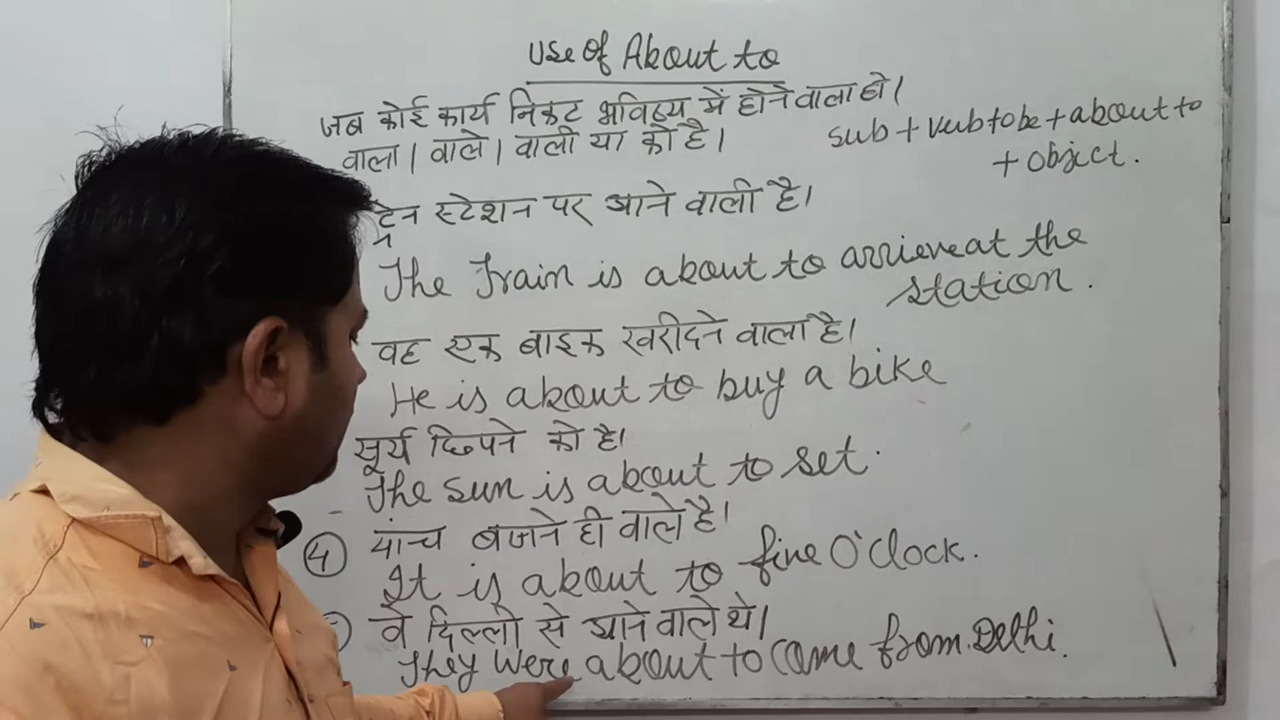 Use of About to
जब कोई कार्य निकट भविष्य में होने वाला हो।
वाला। वाले। वाली या को है।
sub + verb to be + about to
+ object.
ट्रेन स्टेशन पर आने वाली है।
The Train is about to arrieve at the
station.
वह एक बाइक खरीदने वाला है।
He is about to buy a bike
सूर्य छिपने को है।
The sun is about to set.
④ पांच बजने ही वाले है।
It is about to five O'clock.
वे दिल्ली से आने वाले थे।
They were about to come from Delhi.